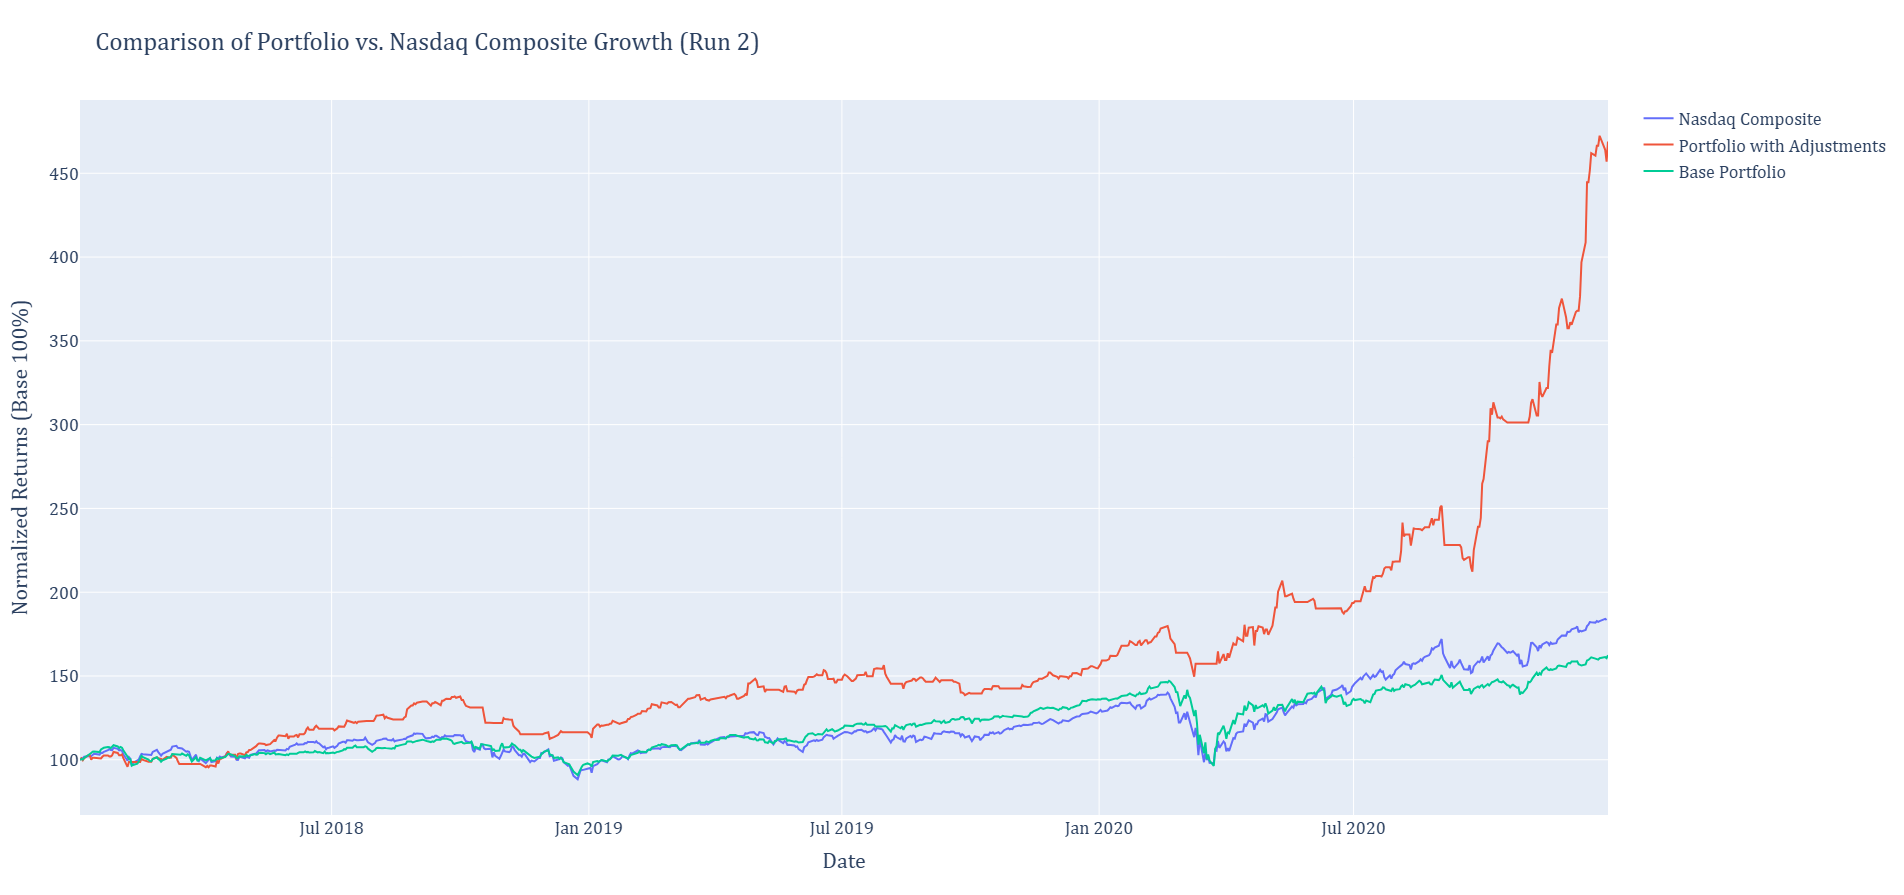 Comparison of Portfolio vs. Nasdaq Composite Growth (Run 2)
Nasdaq Composite
Portfolio with Adjustments
Base Portfolio
Normalized Returns (Base 100%)
450
400
350
300
250
200
150
100
Jul 2018
Jan 2019
Jul 2019
Jan 2020
Jul 2020
Date